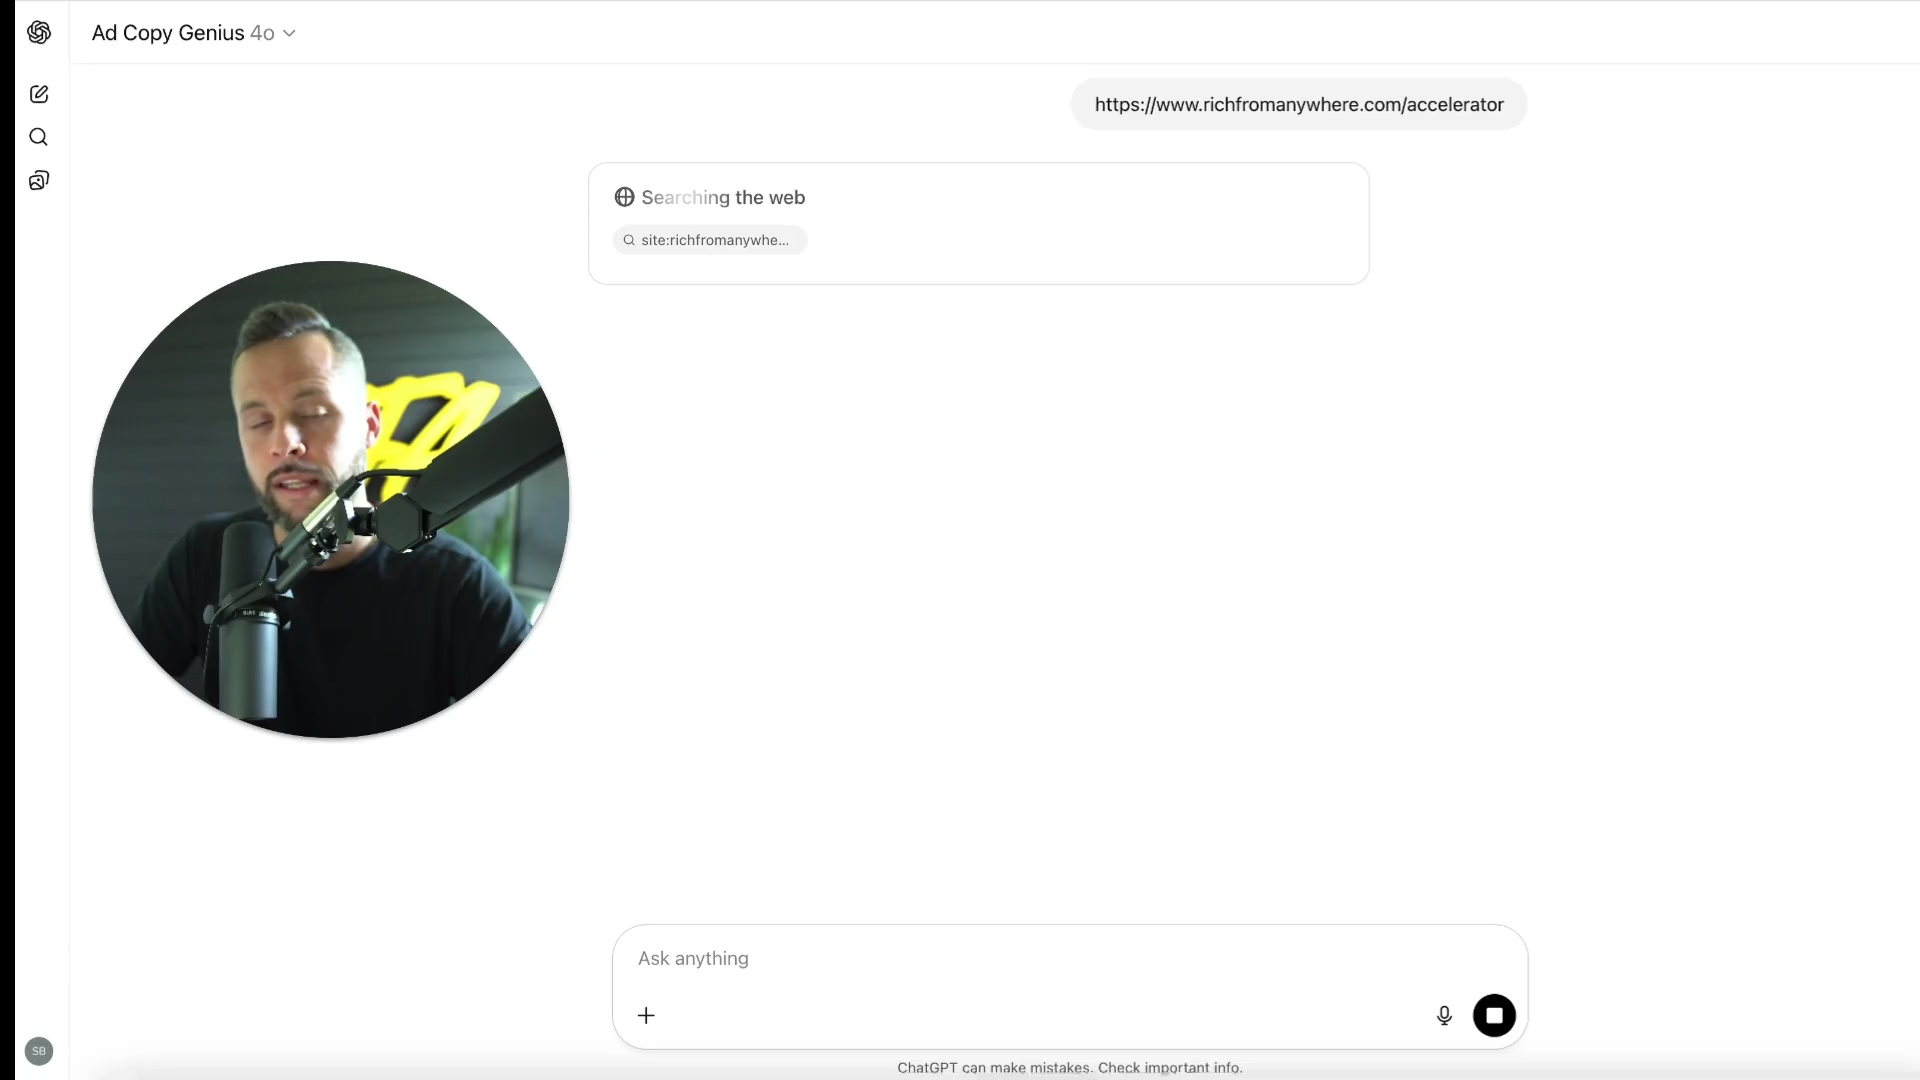 Ad Copy Genius 4o
https://www.richfromanywhere.com/accelerator
Searching the web
site:richfromanywhe...
Ask anything
SB
ChatGPT can make mistakes. Check important info.